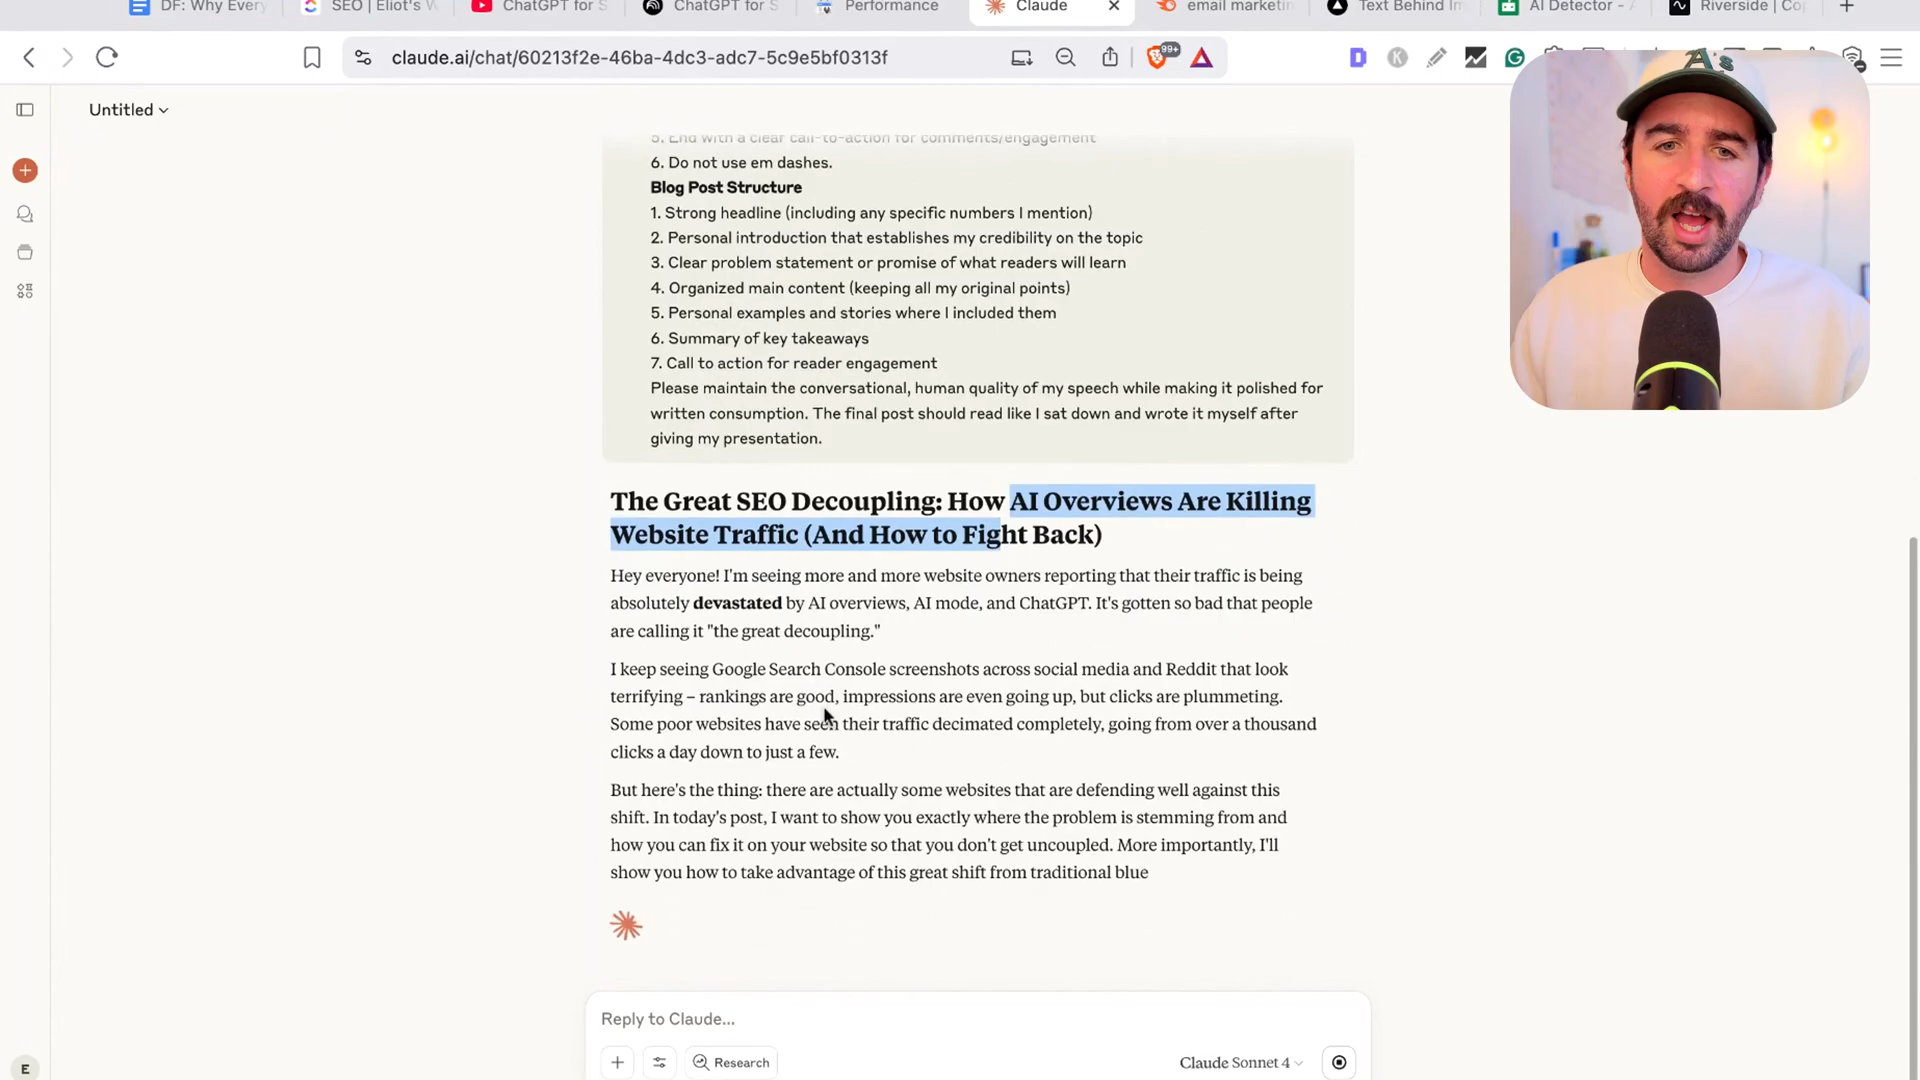 DF: Why Every
SEO | Eliot's W
ChatGPT for S
ChatGPT for S
Performance
Claude
email marketin
Text Behind Im
AI Detector - A
Riverside | Cop
claude.ai/chat/60213f2e-46ba-4dc3-adc7-5c9e5bf0313f
99+
Untitled
5. End with a clear call-to-action for comments/engagement
6. Do not use em dashes.
Blog Post Structure
1. Strong headline (including any specific numbers I mention)
2. Personal introduction that establishes my credibility on the topic
3. Clear problem statement or promise of what readers will learn
4. Organized main content (keeping all my original points)
5. Personal examples and stories where I included them
6. Summary of key takeaways
7. Call to action for reader engagement
Please maintain the conversational, human quality of my speech while making it polished for
written consumption. The final post should read like I sat down and wrote it myself after
giving my presentation.
The Great SEO Decoupling: How AI Overviews Are Killing
Website Traffic (And How to Fight Back)
Hey everyone! I'm seeing more and more website owners reporting that their traffic is being
absolutely devastated by AI overviews, AI mode, and ChatGPT. It's gotten so bad that people
are calling it "the great decoupling."
I keep seeing Google Search Console screenshots across social media and Reddit that look
terrifying – rankings are good, impressions are even going up, but clicks are plummeting.
Some poor websites have seen their traffic decimated completely, going from over a thousand
clicks a day down to just a few.
But here's the thing: there are actually some websites that are defending well against this
shift. In today's post, I want to show you exactly where the problem is stemming from and
how you can fix it on your website so that you don't get uncoupled. More importantly, I'll
show you how to take advantage of this great shift from traditional blue
Reply to Claude...
Research
Claude Sonnet 4
E
A's